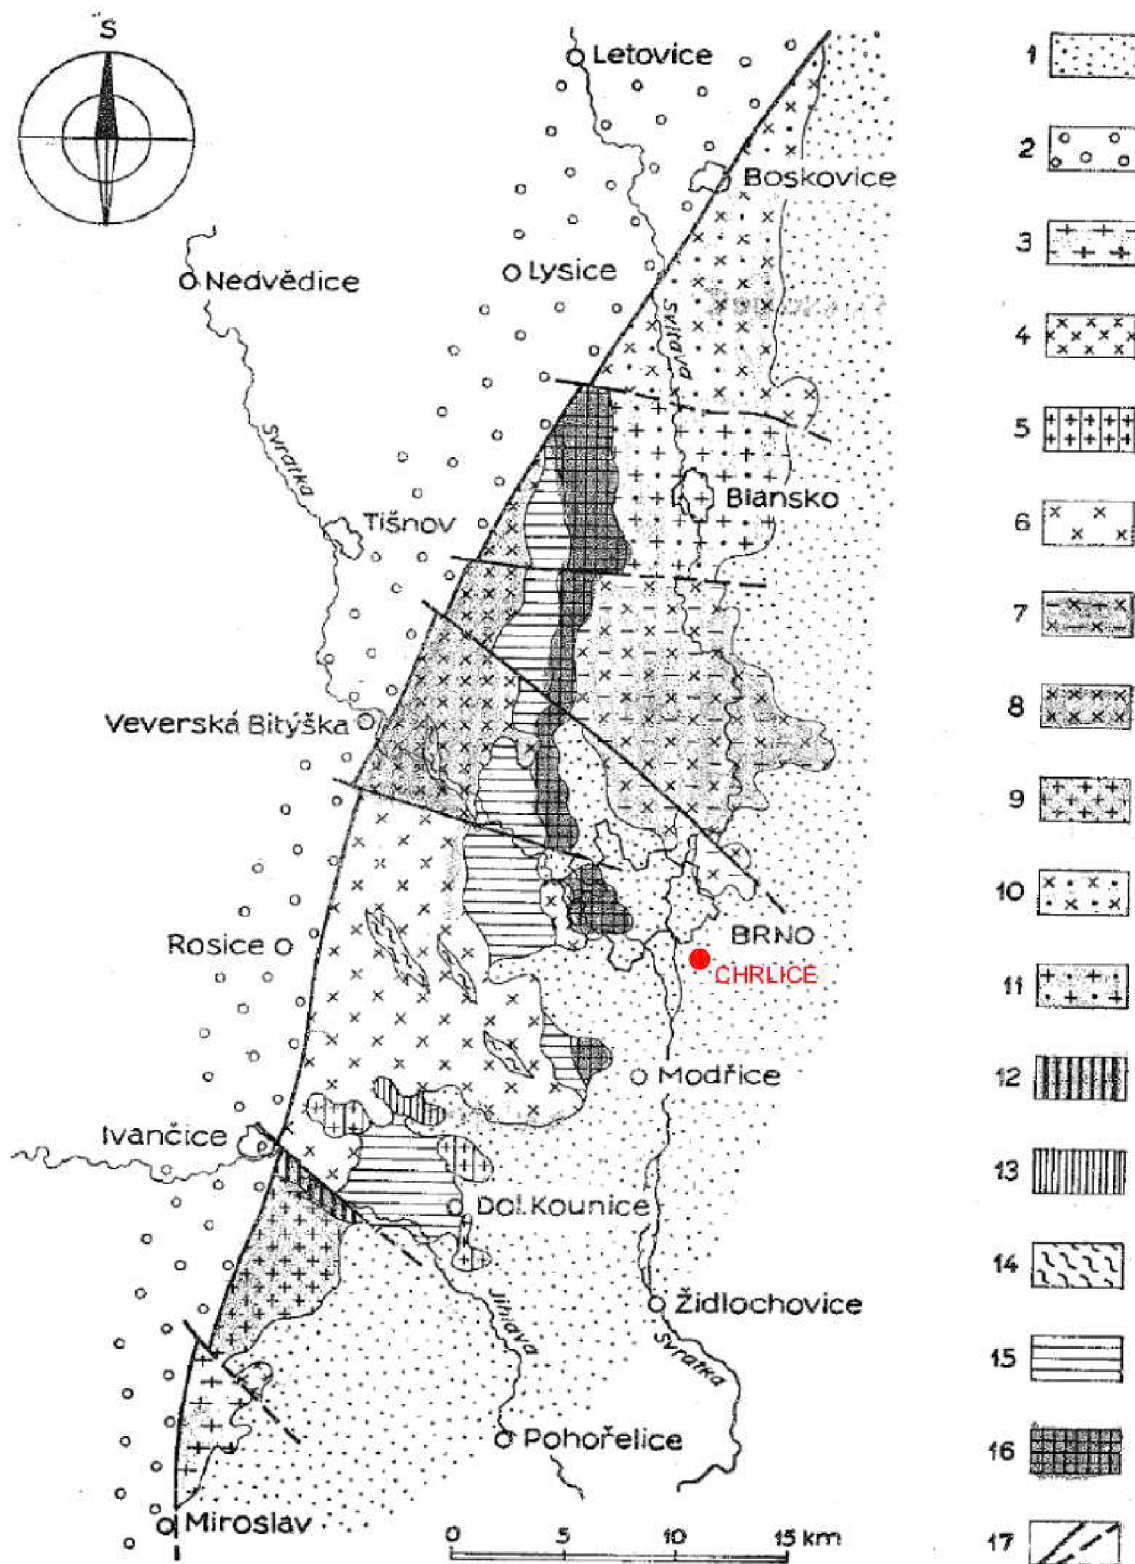 S
Letovice
Boskovice
Nedvědice
Lysice
Svitava
Svratka
Tišnov
Blansko
Veverská Bitýška
Rosice
BRNO
CHRLICE
Modřice
Ivančice
Dol. Kounice
Židlochovice
Jihlava
Svratka
Pohořelice
Miroslav
0 5 10 15 km
1
2
3
4
5
6
7
8
9
10
11
12
13
14
15
16
17